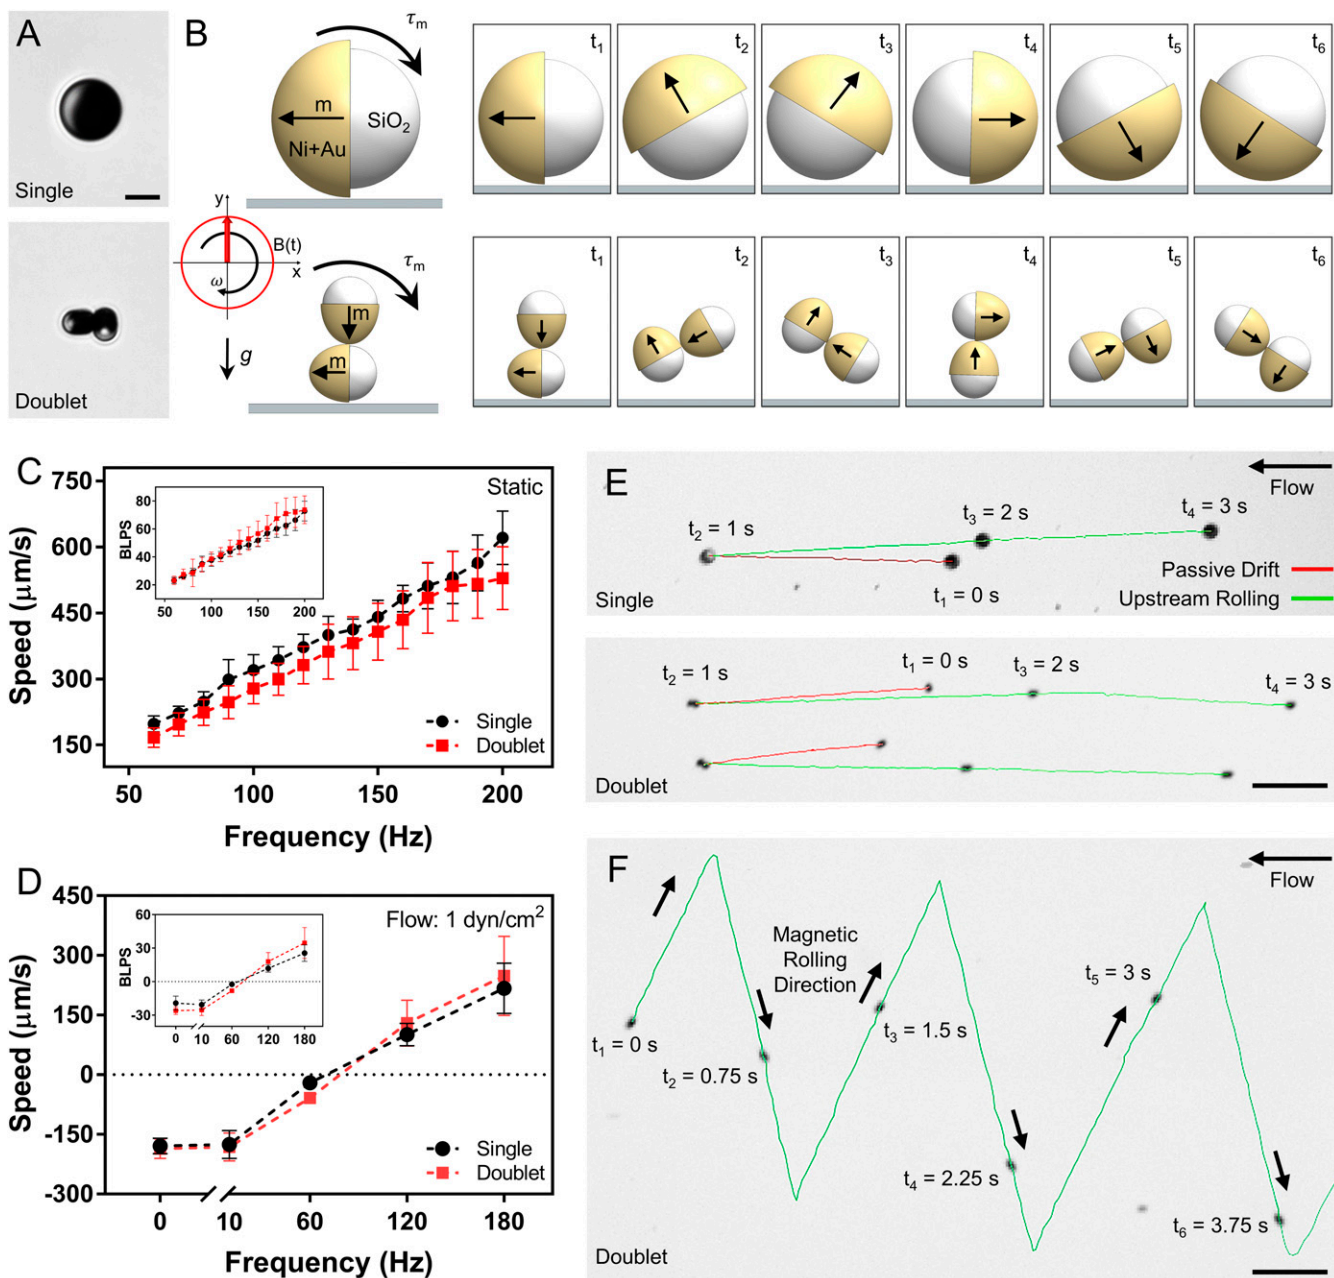 A
Single
Doublet
B
τm
m
SiO2
Ni+Au
y
B(t)
x
ω
g
τm
m
m
t1
t2
t3
t4
t5
t6
t1
t2
t3
t4
t5
t6
C
Static
Speed (μm/s)
750
600
450
300
150
BLPS
80
60
40
20
50
100
150
200
Single
Doublet
50
100
150
200
Frequency (Hz)
D
Flow: 1 dyn/cm2
Speed (μm/s)
450
300
150
0
-150
-300
BLPS
60
30
0
-30
0
10
60
120
180
Single
Doublet
0
10
60
120
180
Frequency (Hz)
E
Flow
t2 = 1 s
t3 = 2 s
t4 = 3 s
t1 = 0 s
Passive Drift
Upstream Rolling
Single
t2 = 1 s
t1 = 0 s
t3 = 2 s
t4 = 3 s
Doublet
F
Flow
Magnetic
Rolling
Direction
t1 = 0 s
t2 = 0.75 s
t3 = 1.5 s
t4 = 2.25 s
t5 = 3 s
t6 = 3.75 s
Doublet